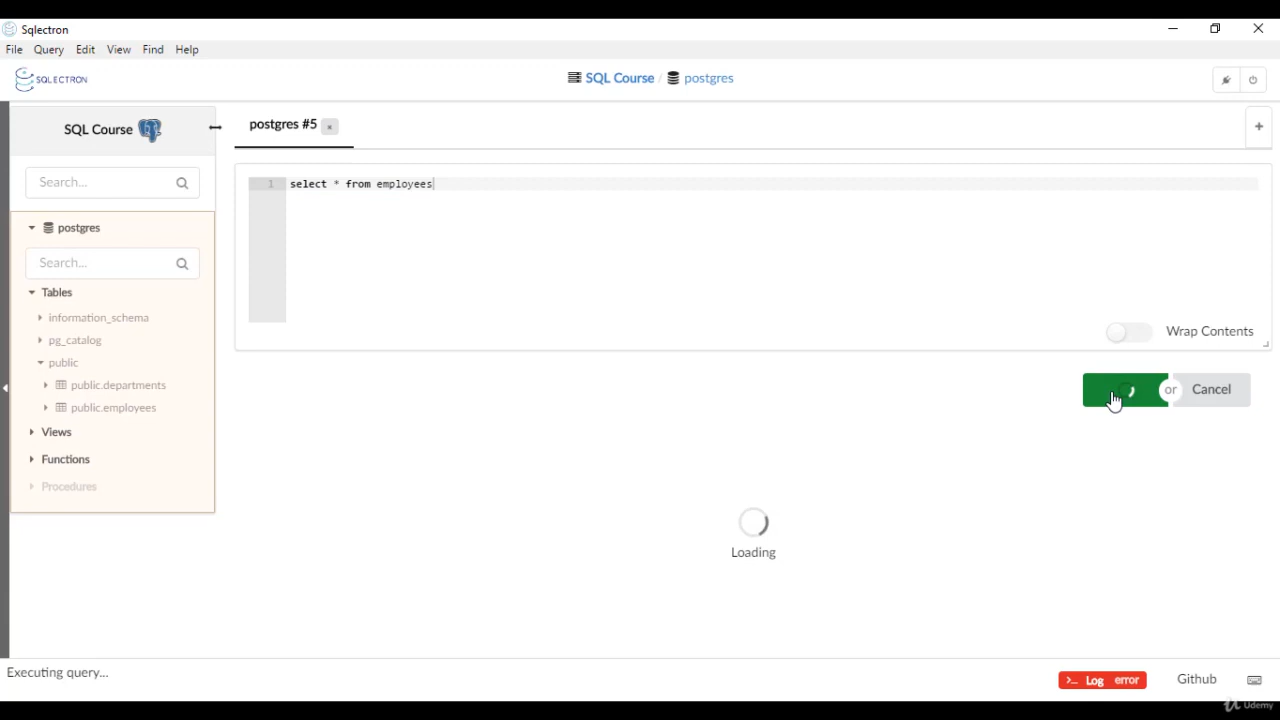 Sqlectron
File Query Edit View Find Help
SQLECTRON
SQL Course / postgres
SQL Course
postgres #5 ×
+
Search...
1 select * from employees
postgres
Search...
Tables
information_schema
pg_catalog
public
public.departments
public.employees
Views
Functions
Procedures
Wrap Contents
or Cancel
Loading
Executing query...
>_ Log error
Github
Udemy